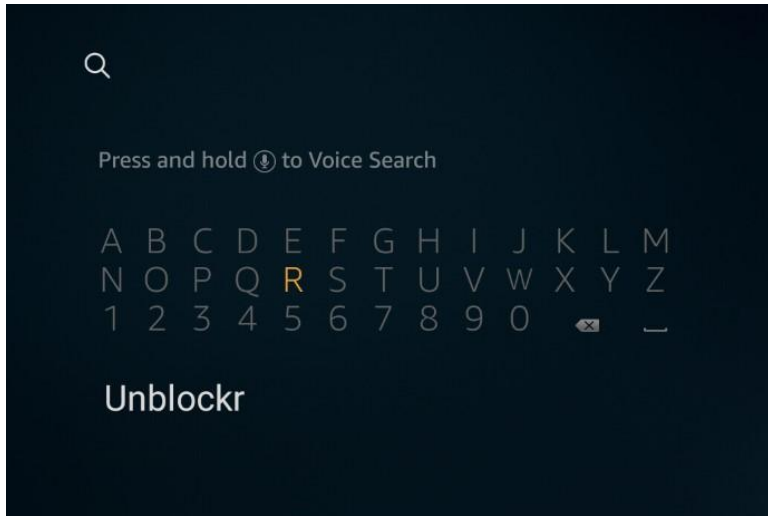 Press and hold to Voice Search
A B C D E F G H I J K L M
N O P Q R S T U V W X Y Z
1 2 3 4 5 6 7 8 9 0
Unblockr